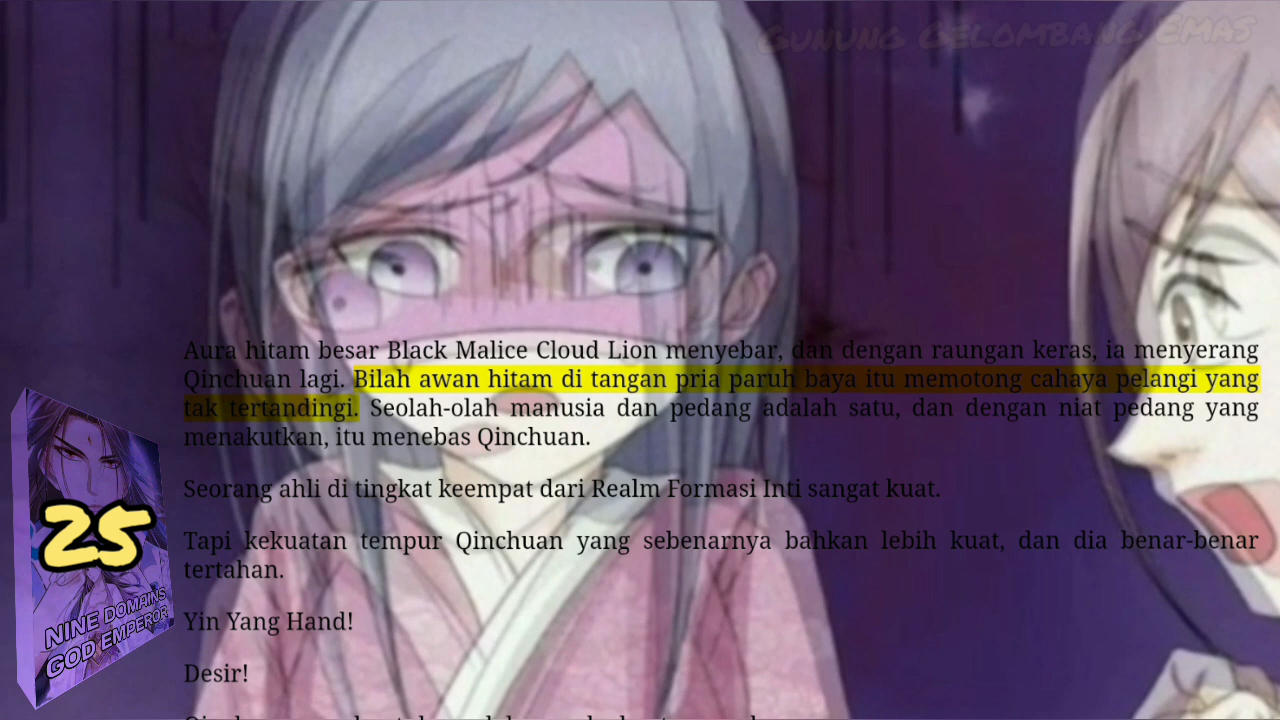 Gunung Gelombang Emas
Aura hitam besar Black Malice Cloud Lion menyebar, dan dengan raungan keras, ia menyerang
Qinchuan lagi. Bilah awan hitam di tangan pria paruh baya itu memotong cahaya pelangi yang
tak tertandingi. Seolah-olah manusia dan pedang adalah satu, dan dengan niat pedang yang
menakutkan, itu menebas Qinchuan.
Seorang ahli di tingkat keempat dari Realm Formasi Inti sangat kuat.
Tapi kekuatan tempur Qinchuan yang sebenarnya bahkan lebih kuat, dan dia benar-benar
tertahan.
Yin Yang Hand!
Desir!
25
NINE DOMAINS
GOD EMPEROR